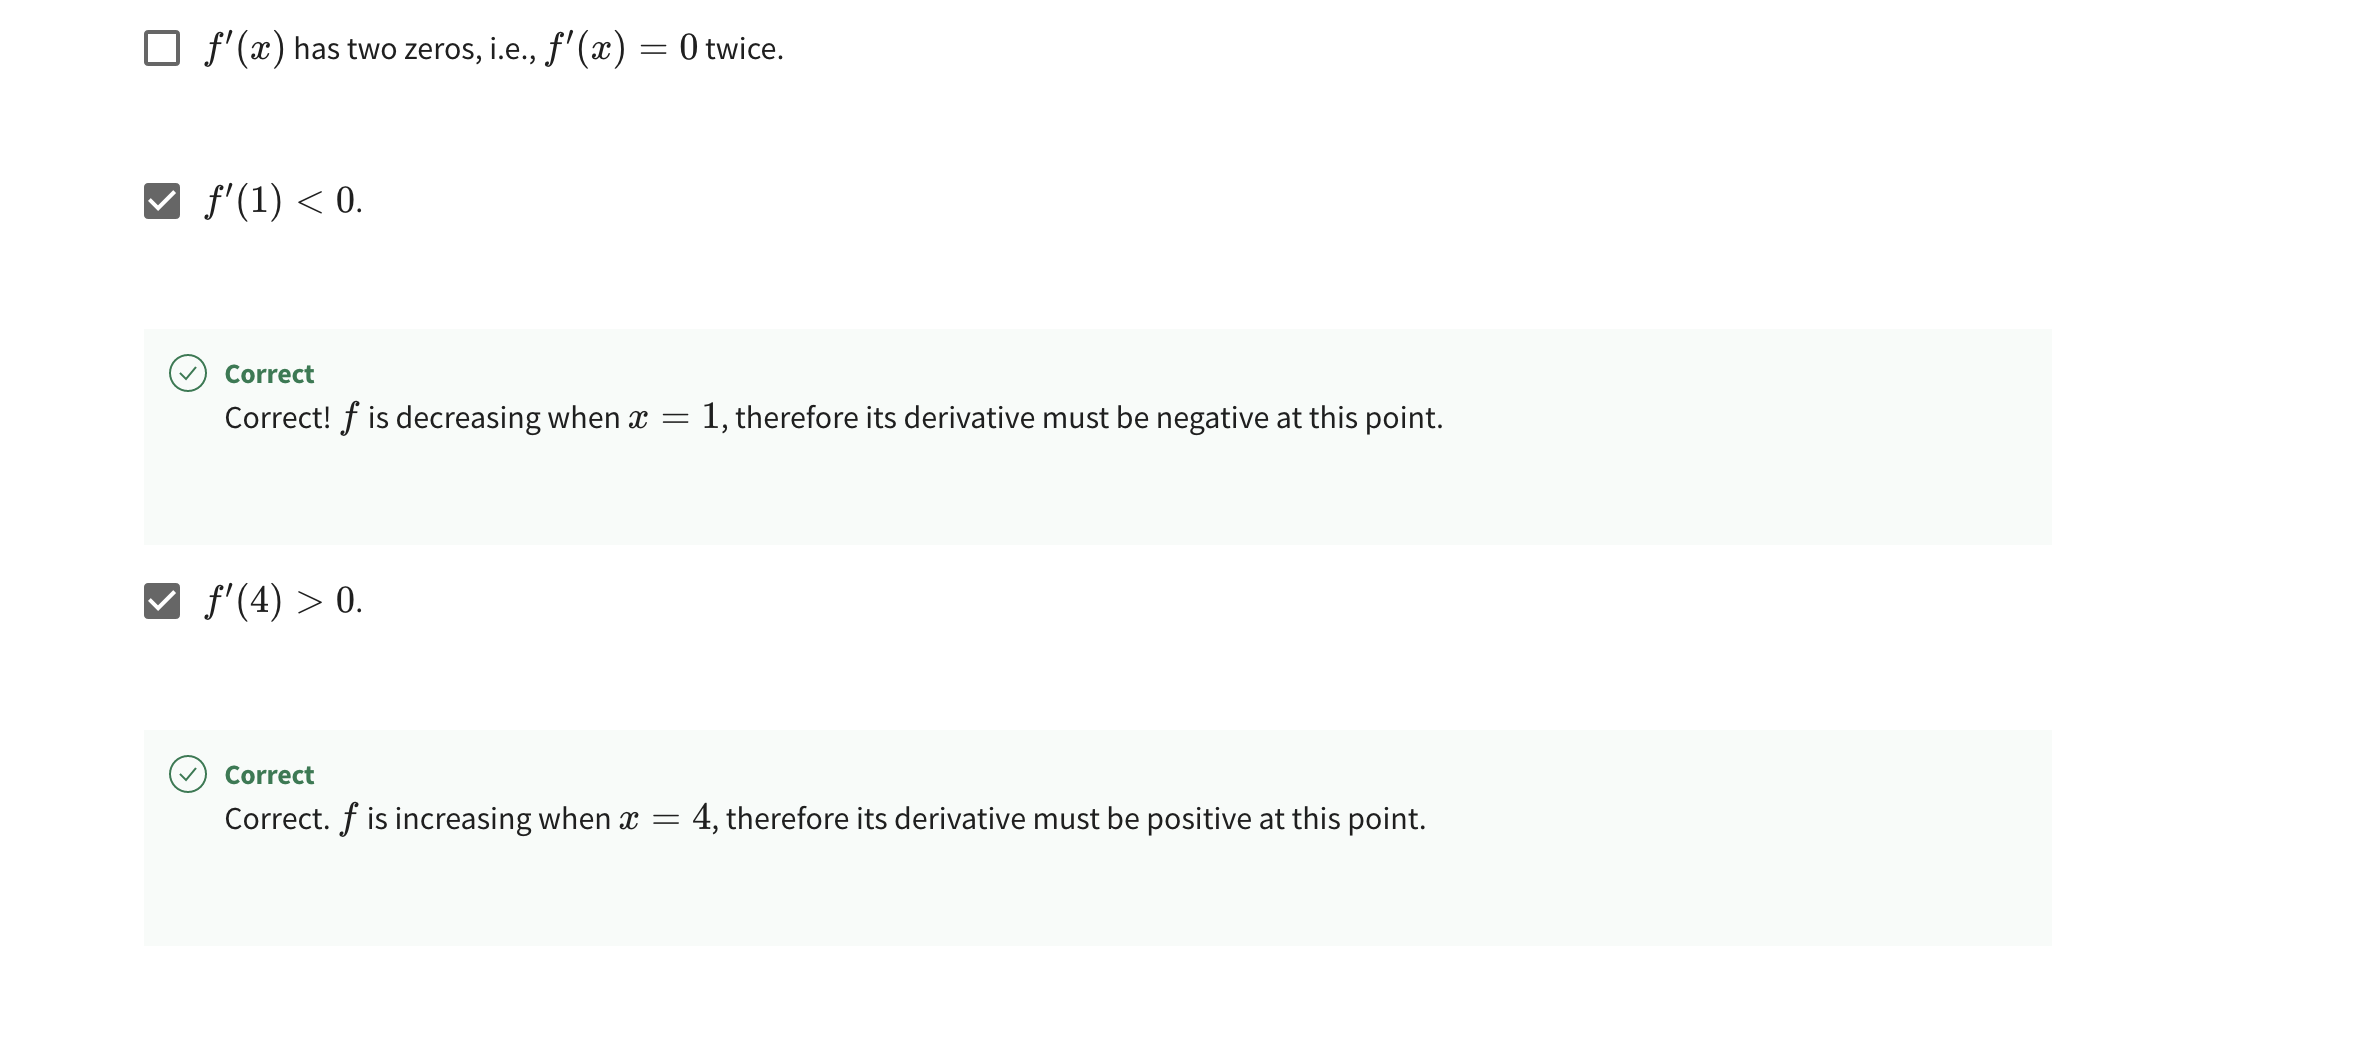 f′(x) has two zeros, i.e., f′(x) = 0 twice.
f′(1) < 0.
Correct
Correct! f is decreasing when x = 1, therefore its derivative must be negative at this point.
f′(4) > 0.
Correct
Correct. f is increasing when x = 4, therefore its derivative must be positive at this point.